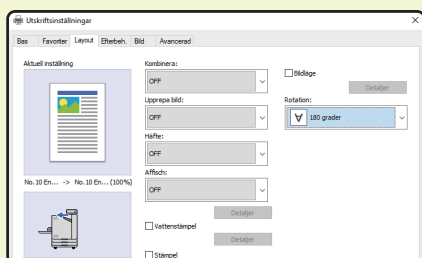 Utskriftsinställningar
Bas Favoriter Layout Efterbeh. Bild Avancerad
Aktuell inställning
No. 10 En... -> No. 10 En... (100%)
Kombinera:
OFF
Upprepa bild:
OFF
Häfte:
OFF
Affisch:
OFF
Detaljer
Vattenstämpel
Detaljer
Stämpel
Bildläge
Detaljer
Rotation:
180 grader